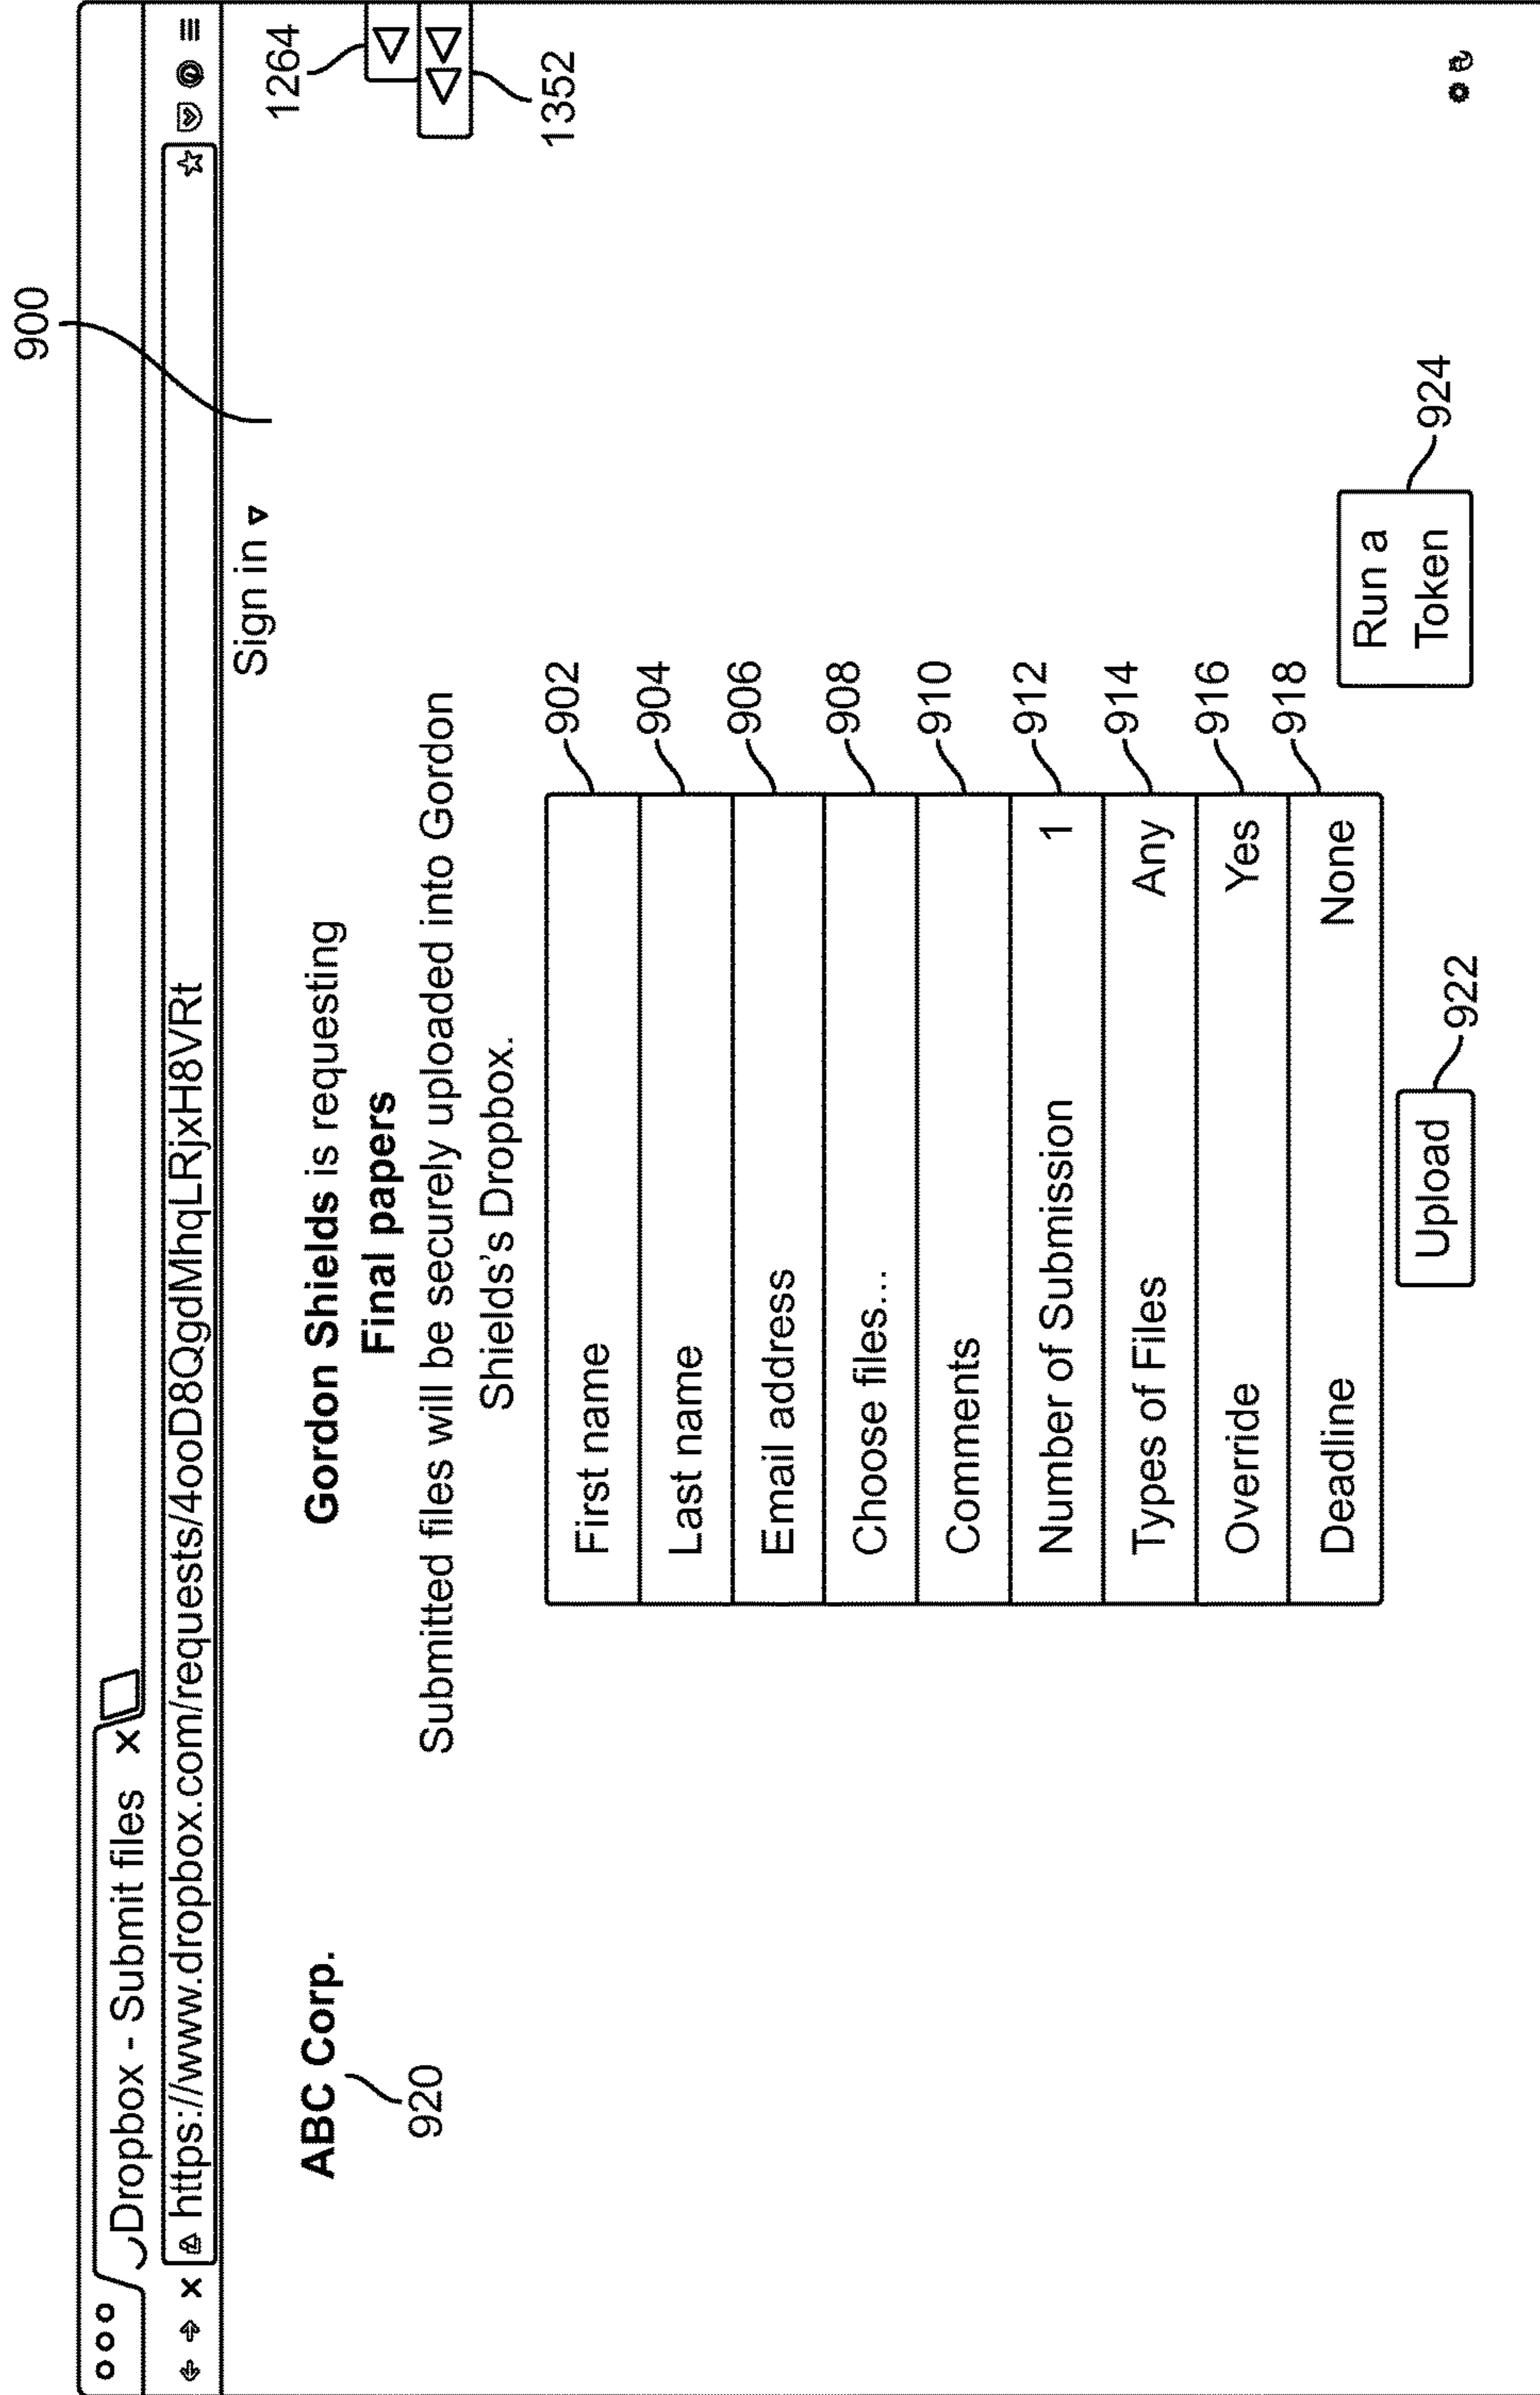 900
Dropbox - Submit files X
X https://www.dropbox.com/requests/4ooD8QgdMhqLRjxH8VRt
Sign in
1264
1352
ABC Corp.
920
Gordon Shields is requesting
Final papers
Submitted files will be securely uploaded into Gordon
Shields's Dropbox.
First name 902
Last name 904
Email address 906
Choose files... 908
Comments 910
Number of Submission 1 912
Types of Files Any 914
Override Yes 916
Deadline None 918
Upload 922
Run a
Token
924